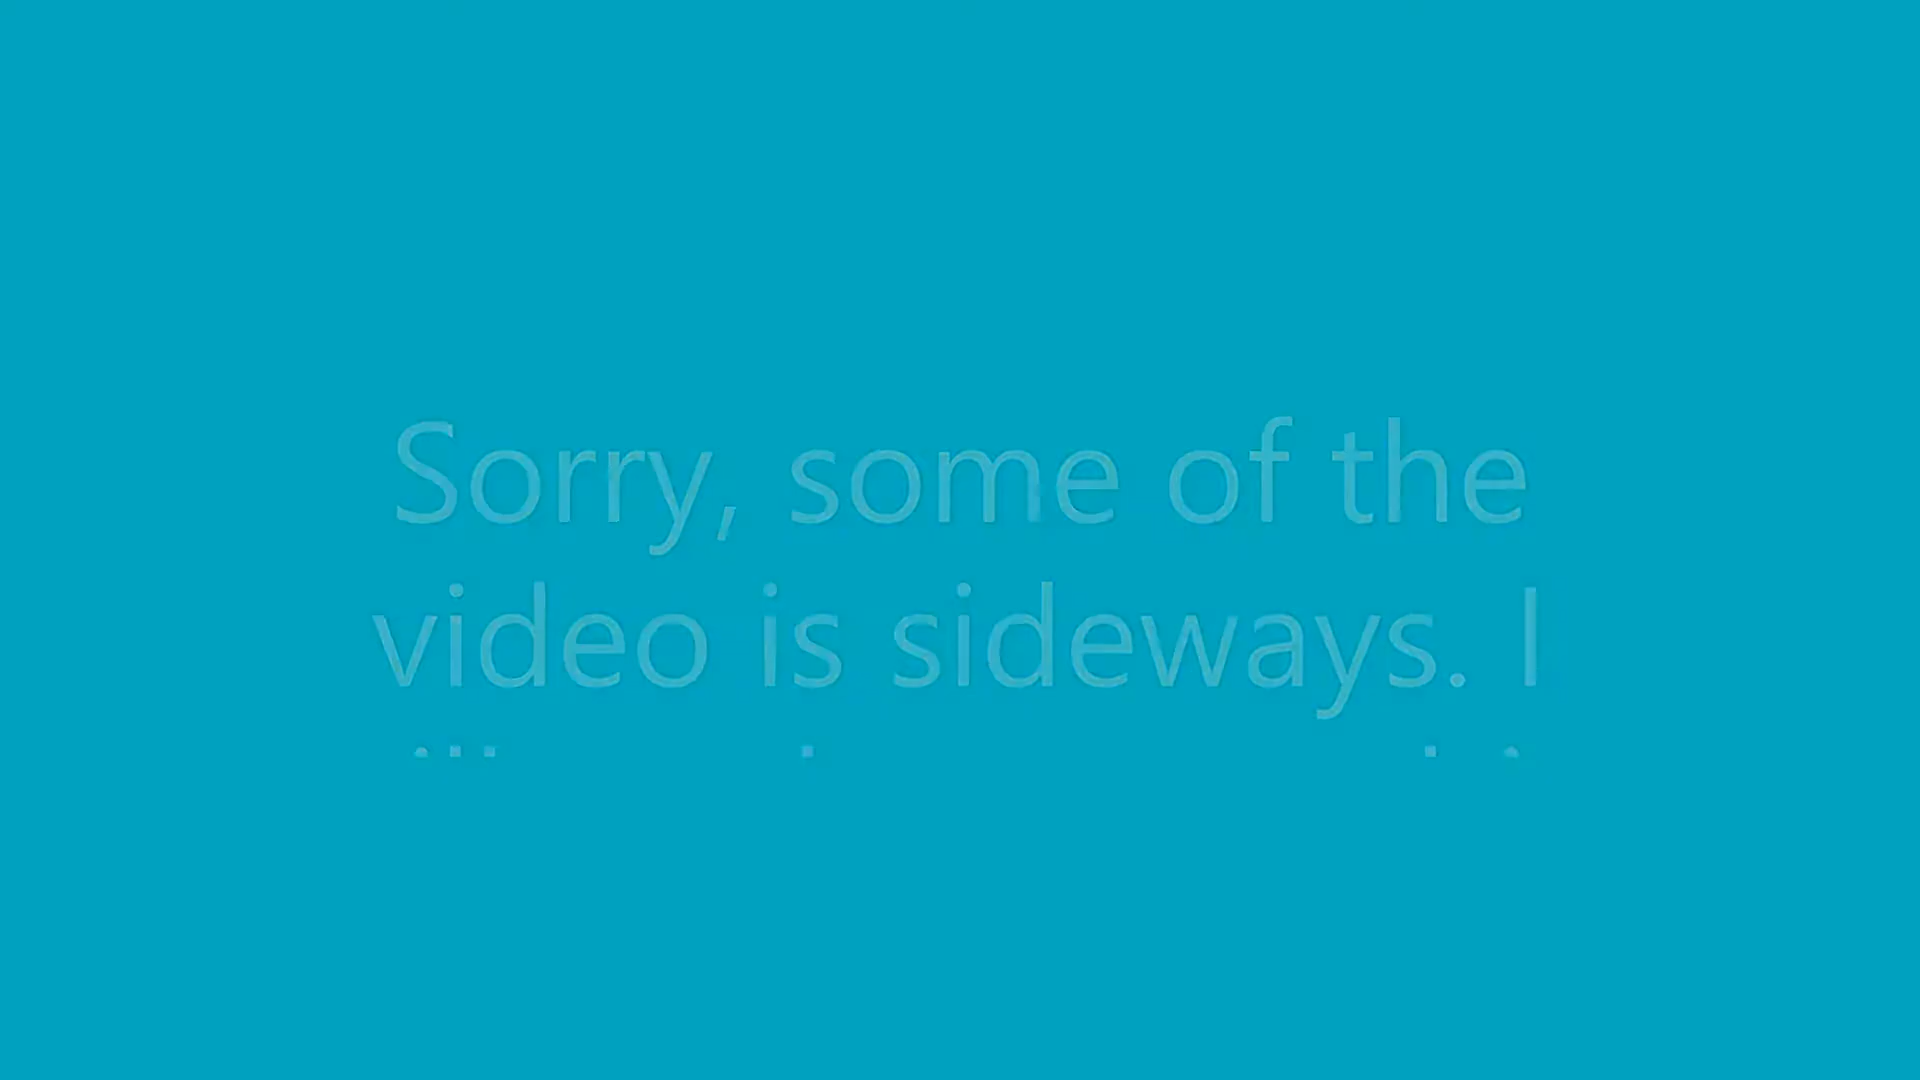 Sorry, some of the
video is sideways. I